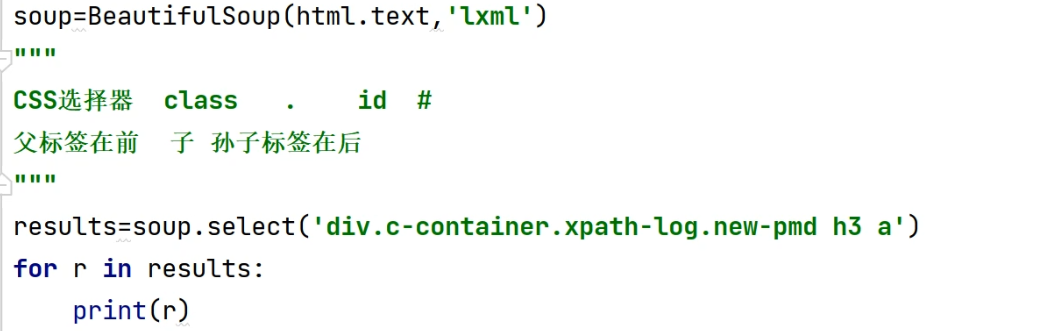 soup=BeautifulSoup(html.text,'lxml')
"""
CSS选择器  class   .    id  #
父标签在前  子 孙子标签在后
"""
results=soup.select('div.c-container.xpath-log.new-pmd h3 a')
for r in results:
    print(r)